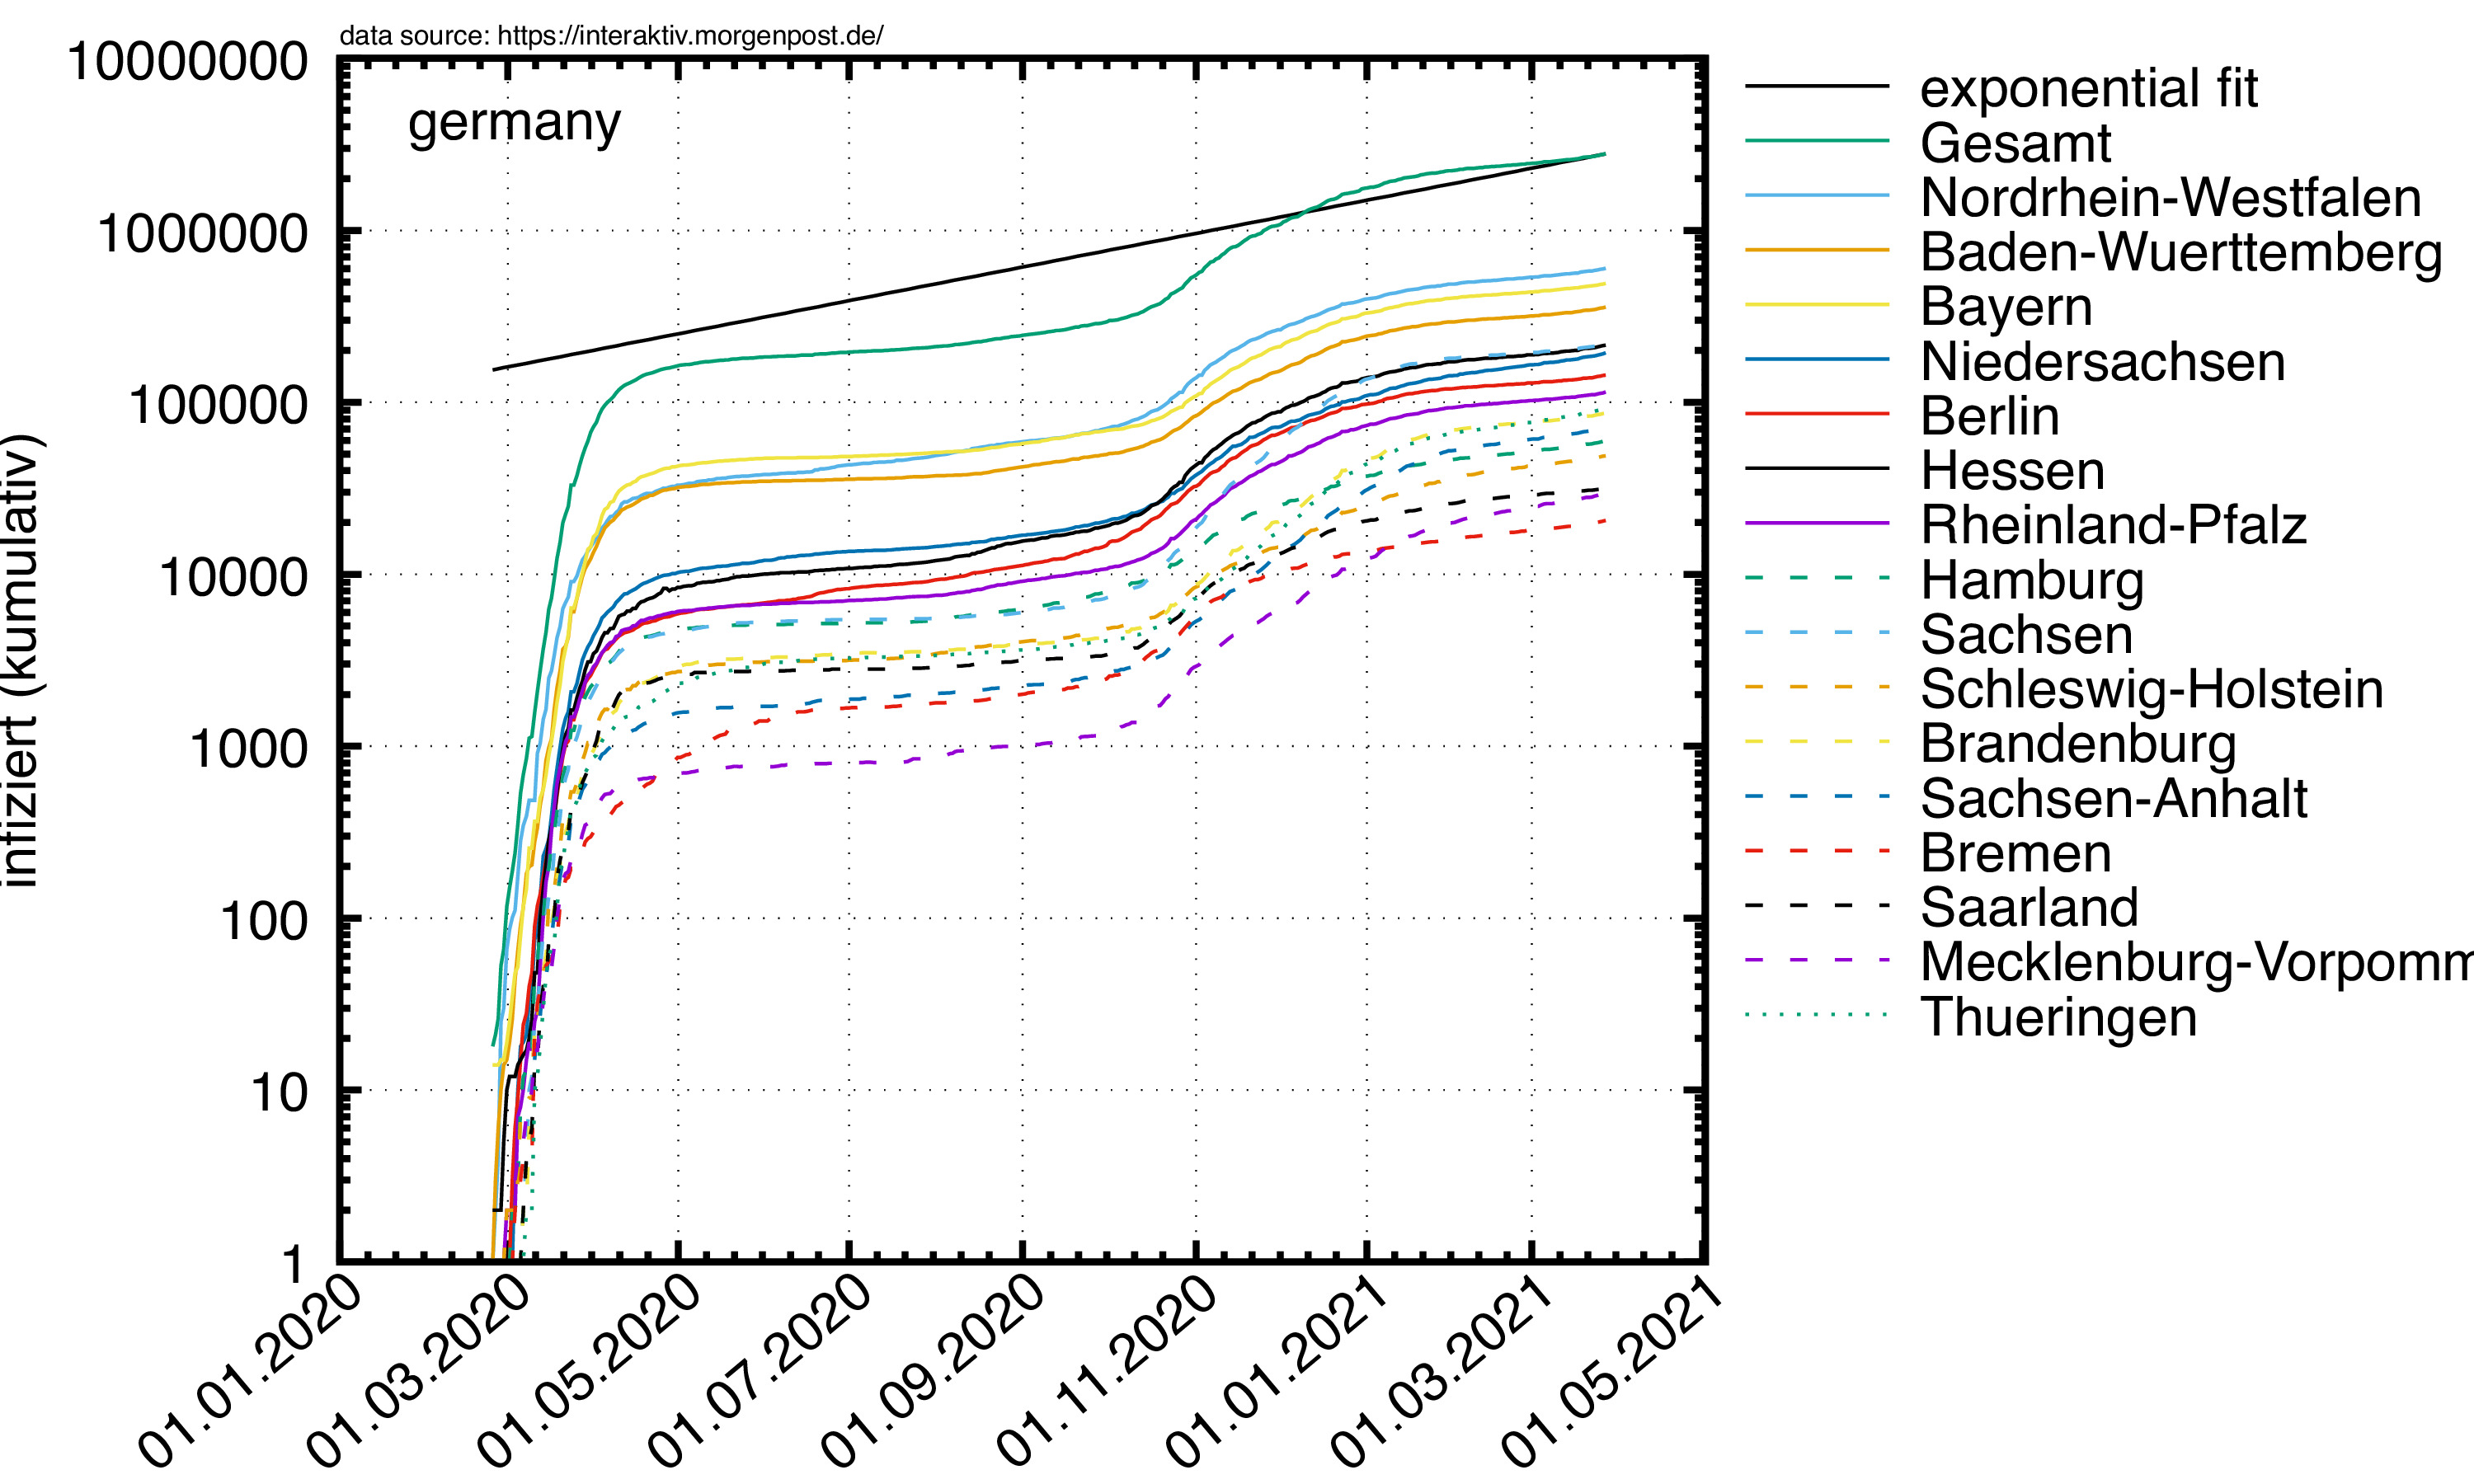 data source: https://interaktiv.morgenpost.de/
germany
infiziert (kumulativ)
10000000
1000000
100000
10000
1000
100
10
1
01.01.2020
01.03.2020
01.05.2020
01.07.2020
01.09.2020
01.11.2020
01.01.2021
01.03.2021
01.05.2021
exponential fit
Gesamt
Nordrhein-Westfalen
Baden-Wuerttemberg
Bayern
Niedersachsen
Berlin
Hessen
Rheinland-Pfalz
Hamburg
Sachsen
Schleswig-Holstein
Brandenburg
Sachsen-Anhalt
Bremen
Saarland
Mecklenburg-Vorpomm
Thueringen